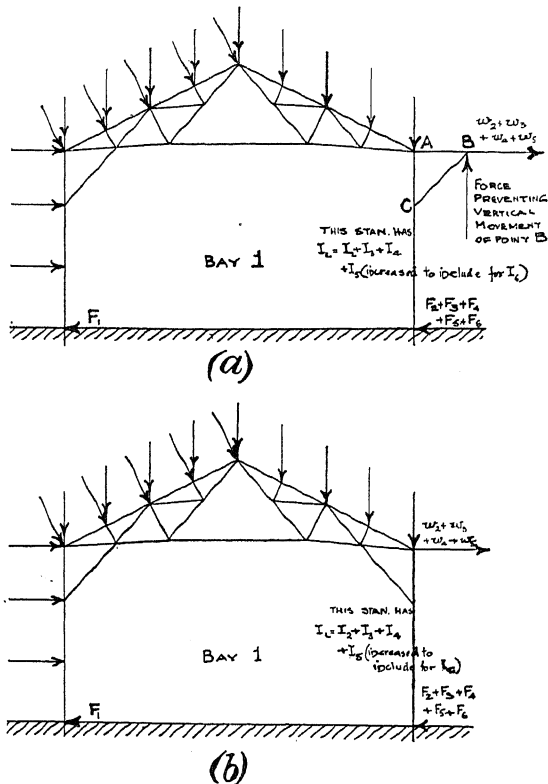 w₂+w₃
+w₄+w₅
A
B
C
FORCE
PREVENTING
VERTICAL
MOVEMENT
OF POINT B
THIS STAN. HAS
I_L=I₂+I₃+I₄
+I₅(increased to include for I₆)
BAY 1
F₁
F₂+F₃+F₄
+F₅+F₆
(a)
w₂+w₃
+w₄+w₅
THIS STAN. HAS
I_L=I₂+I₃+I₄
+I₅(increased to
include for
BAY 1
F₁
F₂+F₃+F₄
+F₅+F₆
(b)